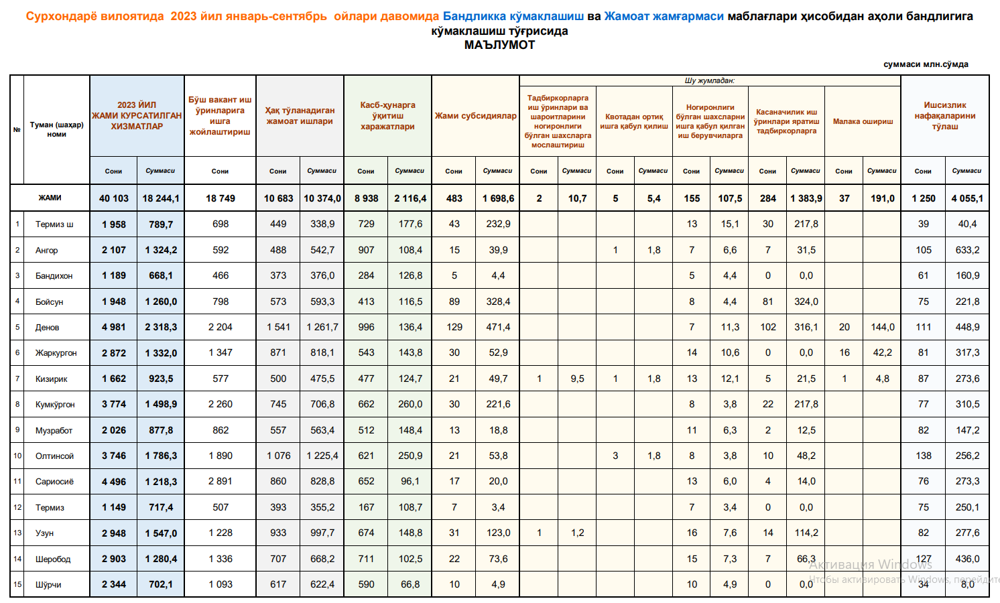 Сурхондарё вилоятида 2023 йил январь-сентябрь ойлари давомида Бандликка кўмаклашиш ва Жамоат жамғармаси маблағлари ҳисобидан аҳоли бандлигига
кўмаклашиш тўғрисида
МАЪЛУМОТ
суммаси млн.сўмда
№ Туман (шаҳар) номи 2023 ЙИЛ ЖАМИ КУРСАТИЛГАН ХИЗМАТЛАР Бўш вакант иш ўринларига ишга жойлаштириш Ҳақ тўланадиган жамоат ишлари Касб-ҳунарга ўқитиш харажатлари Жами субсидиялар Шу жумладан: Ишсизлик нафақаларини тўлаш
Тадбиркорларга иш ўринлари ва шароитларини ногиронлиги бўлган шахсларга мослаштириш Квотадан ортиқ ишга қабул қилиш Ногиронлиги бўлган шахсларни ишга қабул қилган иш берувчиларга Касаначилик иш ўринлари яратиш тадбиркорларга Малака ошириш
Сони Суммаси Сони Сони Суммаси Сони Суммаси Сони Сумма Сони Сумма Сони Сумма Сони Сумма Сони Сумма Сони Сумма Сони Сумма
ЖАМИ 40 103 18 244,1 18 749 10 683 10 374,0 8 938 2 116,4 483 1 698,6 2 10,7 5 5,4 155 107,5 284 1 383,9 37 191,0 1 250 4 055,1
1 Термиз ш 1 958 789,7 698 449 338,9 729 177,6 43 232,9 13 15,1 30 217,8 39 40,4
2 Ангор 2 107 1 324,2 592 488 542,7 907 108,4 15 39,9 1 1,8 7 6,6 7 31,5 105 633,2
3 Бандихон 1 189 668,1 466 373 376,0 284 126,8 5 4,4 5 4,4 0 0,0 61 160,9
4 Бойсун 1 948 1 260,0 798 573 593,3 413 116,5 89 328,4 8 4,4 81 324,0 75 221,8
5 Денов 4 981 2 318,3 2 204 1 541 1 261,7 996 136,4 129 471,4 7 11,3 102 316,1 20 144,0 111 448,9
6 Жаркургон 2 872 1 332,0 1 347 871 818,1 543 143,8 30 52,9 14 10,6 0 0,0 16 42,2 81 317,3
7 Кизирик 1 662 923,5 577 500 475,5 477 124,7 21 49,7 1 9,5 1 1,8 13 12,1 5 21,5 1 4,8 87 273,6
8 Кумкўргон 3 774 1 498,9 2 260 745 706,8 662 260,0 30 221,6 8 3,8 22 217,8 77 310,5
9 Музработ 2 026 877,8 862 557 563,4 512 148,4 13 18,8 11 6,3 2 12,5 82 147,2
10 Олтинсой 3 746 1 786,3 1 890 1 076 1 225,4 621 250,9 21 53,8 3 1,8 8 3,8 10 48,2 138 256,2
11 Сариосиё 4 496 1 218,3 2 891 860 828,8 652 96,1 17 20,0 13 6,0 4 14,0 76 273,3
12 Термиз 1 149 717,4 507 393 355,2 167 108,7 7 3,4 7 3,4 0 0,0 75 250,1
13 Узун 2 948 1 547,0 1 228 933 997,7 674 148,8 31 123,0 1 1,2 16 7,6 14 114,2 82 277,6
14 Шеробод 2 903 1 280,4 1 336 707 668,2 711 102,5 22 73,6 15 7,3 7 66,3 127 436,0
15 Шўрчи 2 344 702,1 1 093 617 622,4 590 66,8 10 4,9 10 4,9 0 0,0 34 8,0
Активация Windows
Чтобы активировать Windows, перейдите